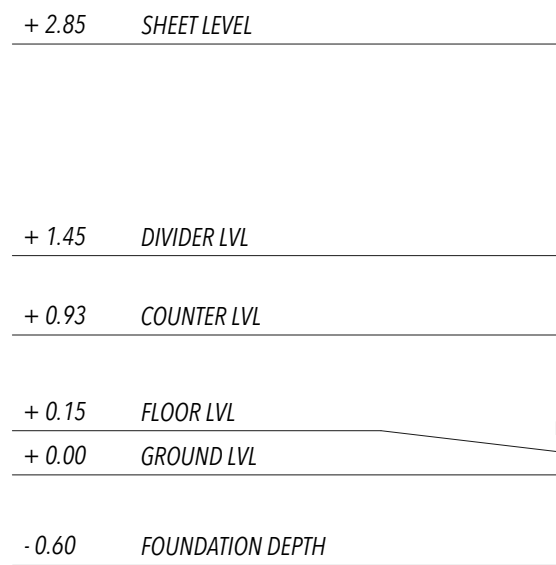 + 2.85 SHEET LEVEL
+ 1.45 DIVIDER LVL
+ 0.93 COUNTER LVL
+ 0.15 FLOOR LVL
+ 0.00 GROUND LVL
- 0.60 FOUNDATION DEPTH